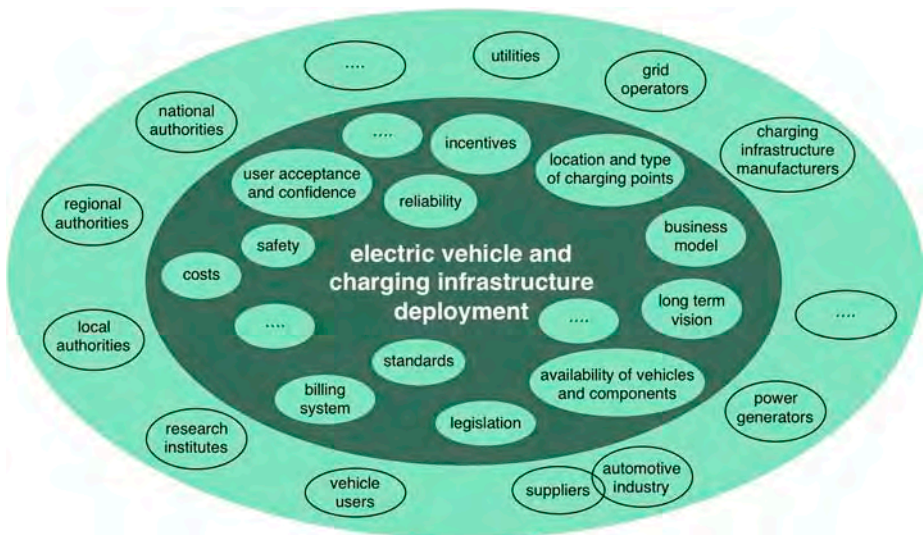 ....
utilities
grid
operators
national
authorities
charging
infrastructure
manufacturers
....
incentives
location and type
of charging points
user acceptance
and confidence
reliability
regional
authorities
business
model
safety
costs
electric vehicle and
charging infrastructure
deployment
long term
vision
....
....
....
local
authorities
standards
availability of vehicles
and components
billing
system
legislation
power
generators
research
institutes
vehicle
users
suppliers
automotive
industry